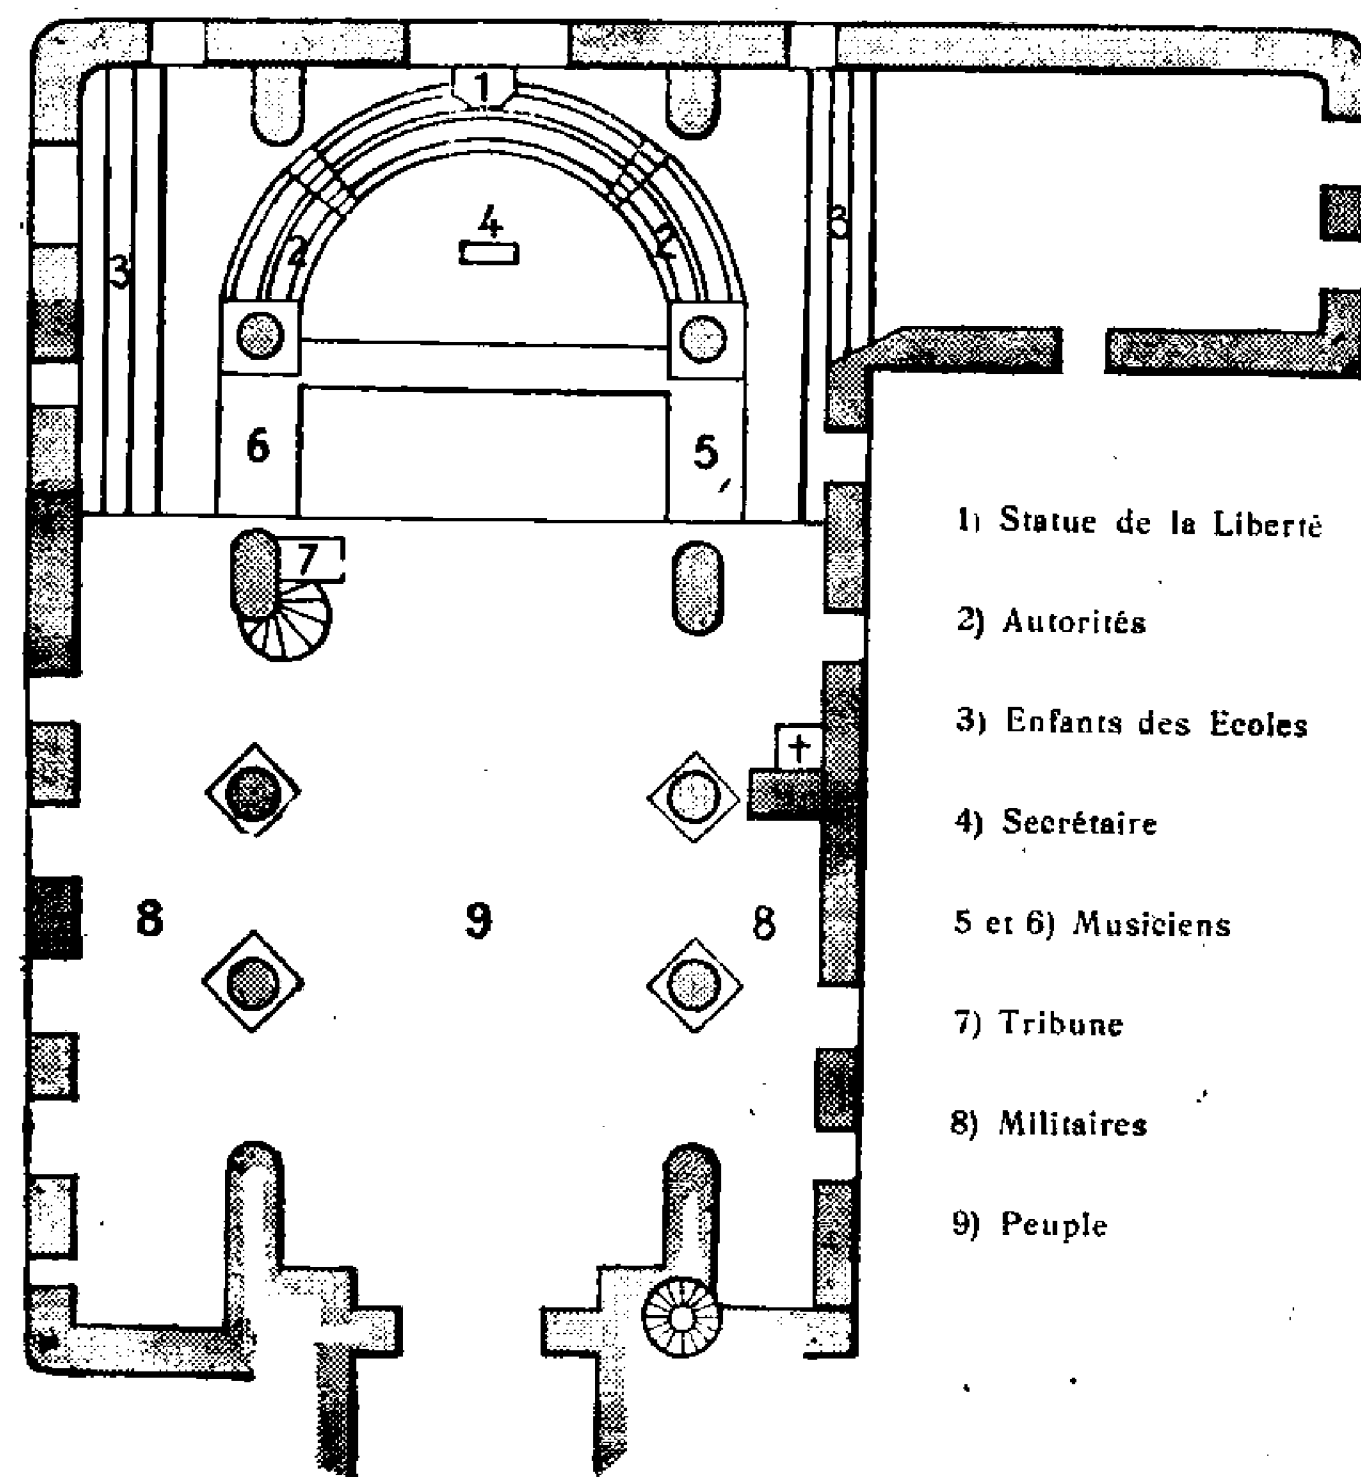 1
2
2
3
3
4
5
6
7
8
8
9
1) Statue de la Liberté
2) Autorités
3) Enfants des Ecoles
4) Secrétaire
5 et 6) Musiciens
7) Tribune
8) Militaires
9) Peuple